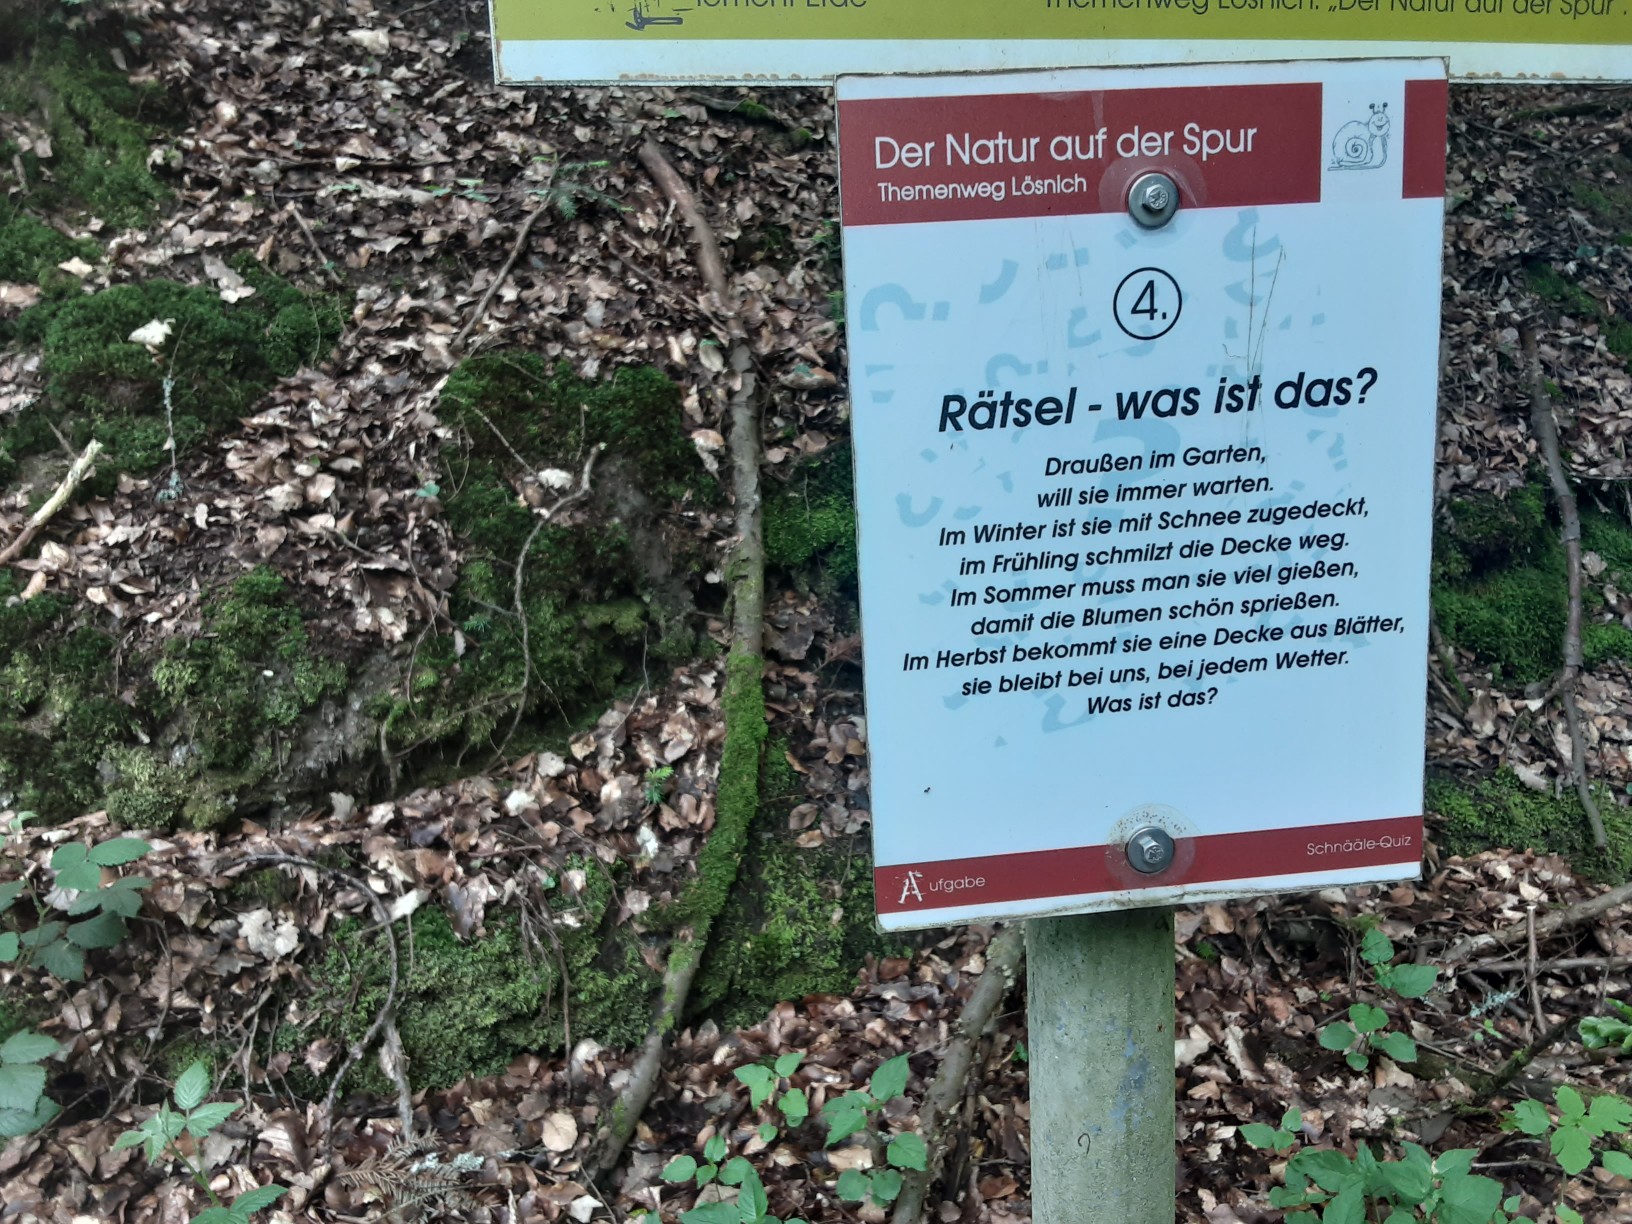 Erde
Themenweg Lösnich: „Der Natur auf der Spur".
Der Natur auf der Spur
Themenweg Lösnich
4.
Rätsel - was ist das?
Draußen im Garten,
will sie immer warten.
Im Winter ist sie mit Schnee zugedeckt,
im Frühling schmilzt die Decke weg.
Im Sommer muss man sie viel gießen,
damit die Blumen schön sprießen.
Im Herbst bekommt sie eine Decke aus Blätter,
sie bleibt bei uns, bei jedem Wetter.
Was ist das?
Aufgabe
Schnääle-Quiz